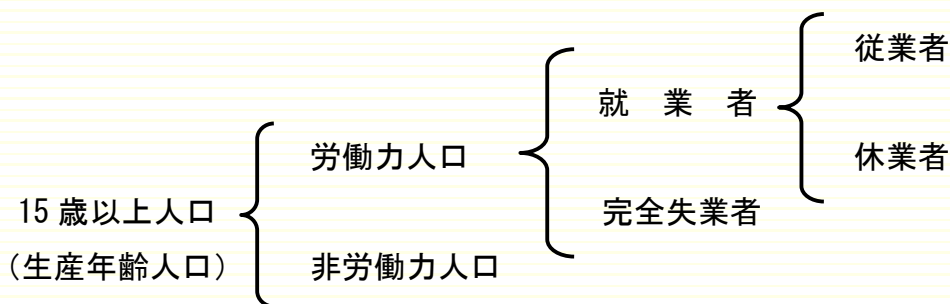 15 歳以上人口
（生産年齢人口）
労働力人口
非労働力人口
就　業　者
完全失業者
従業者
休業者